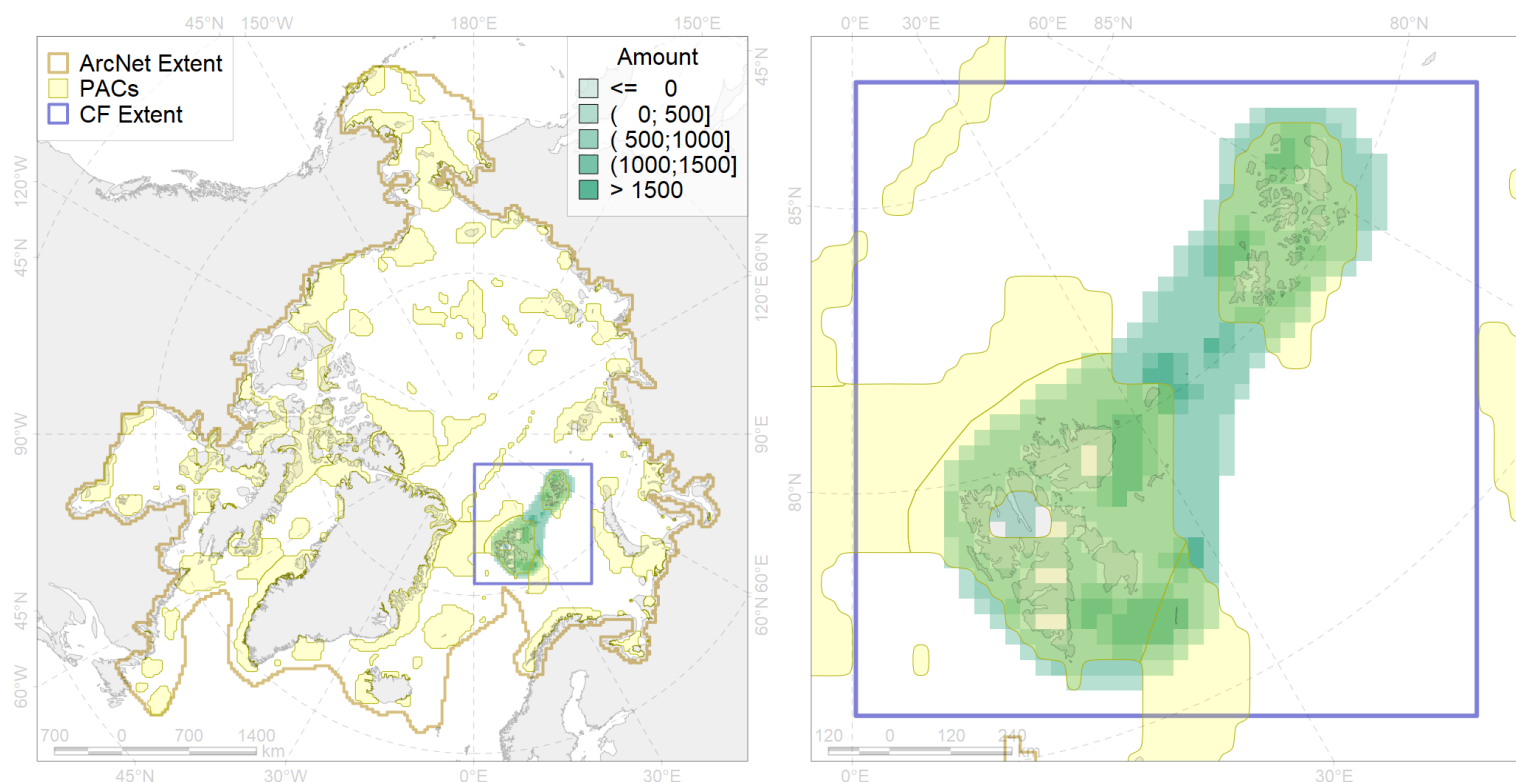 45°N 150°W 180°E 150°E
ArcNet Extent
PACs
CF Extent
Amount
<= 0
( 0; 500]
( 500;1000]
(1000;1500]
> 1500
45°N
120°W
60°N
45°N
120°E
90°W
90°E
60°E
45°N
60°N
60°W
700 0 700 1400
km
45°W 30°W 0°E 30°E
0°E 30°E 60°E 85°N 80°N
85°N
80°N
120 0 120 240
km
0°E 30°E